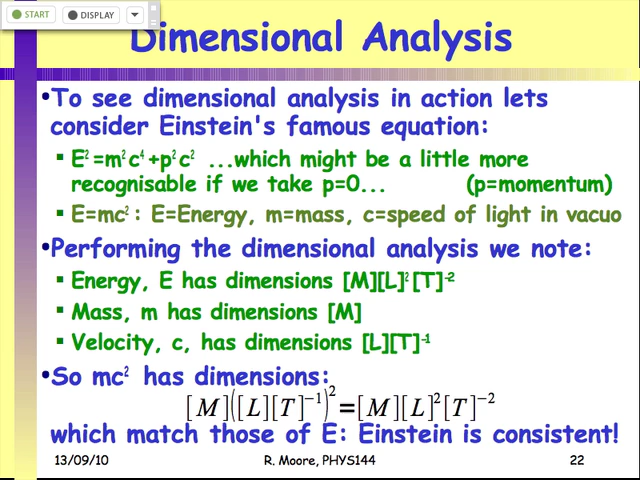 START DISPLAY
Dimensional Analysis
•To see dimensional analysis in action lets
consider Einstein's famous equation:
▪ E²=m²c⁴+p²c² ...which might be a little more
recognisable if we take p=0... (p=momentum)
▪ E=mc²: E=Energy, m=mass, c=speed of light in vacuo
•Performing the dimensional analysis we note:
▪ Energy, E has dimensions [M][L]²[T]⁻²
▪ Mass, m has dimensions [M]
▪ Velocity, c, has dimensions [L][T]⁻¹
•So mc² has dimensions:
[M]([L][T]⁻¹)²=[M][L]²[T]⁻²
which match those of E: Einstein is consistent!
13/09/10 R. Moore, PHYS144 22